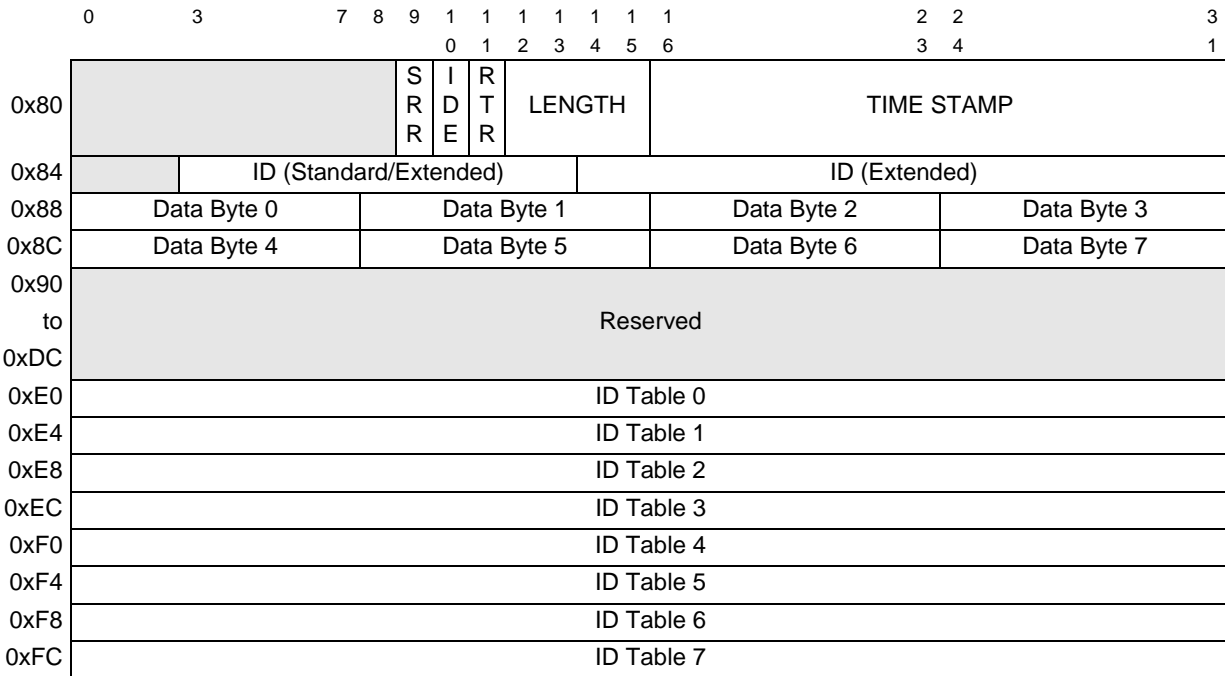 0 3 7 8 9 1 1 1 1 1 1 1 2 2 3
0 1 2 3 4 5 6 3 4 1
0x80 SRR IDE RTR LENGTH TIME STAMP
0x84 ID (Standard/Extended) ID (Extended)
0x88 Data Byte 0 Data Byte 1 Data Byte 2 Data Byte 3
0x8C Data Byte 4 Data Byte 5 Data Byte 6 Data Byte 7
0x90
to Reserved
0xDC
0xE0 ID Table 0
0xE4 ID Table 1
0xE8 ID Table 2
0xEC ID Table 3
0xF0 ID Table 4
0xF4 ID Table 5
0xF8 ID Table 6
0xFC ID Table 7